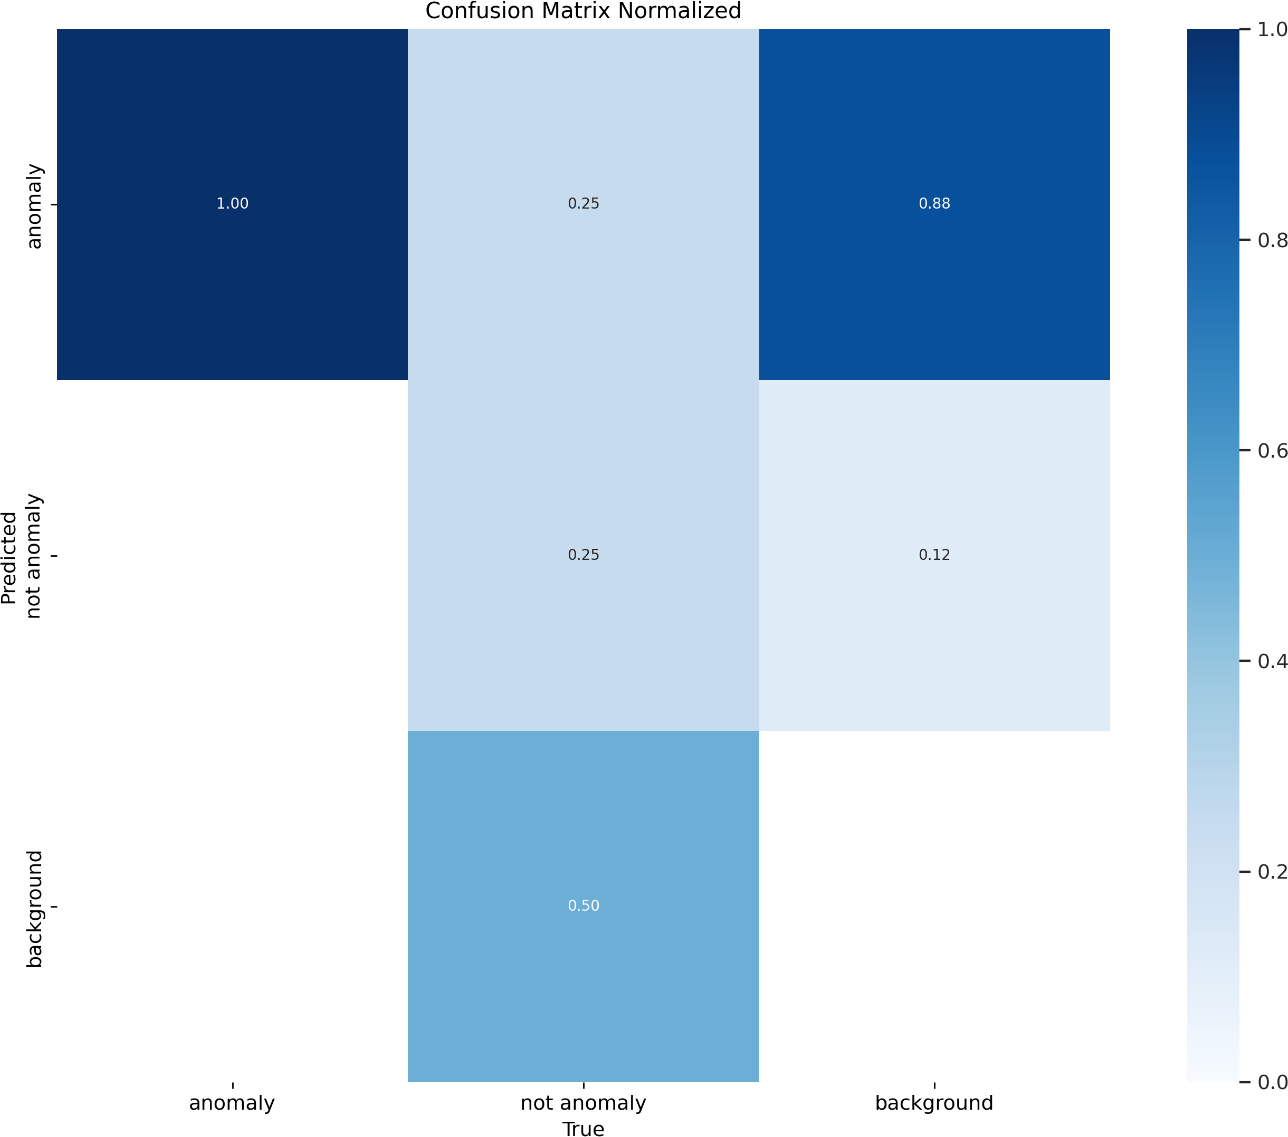 Confusion Matrix Normalized
anomaly
1.00
0.25
0.88
Predicted
not anomaly
0.25
0.12
background
0.50
anomaly
not anomaly
background
True
1.0
0.8
0.6
0.4
0.2
0.0